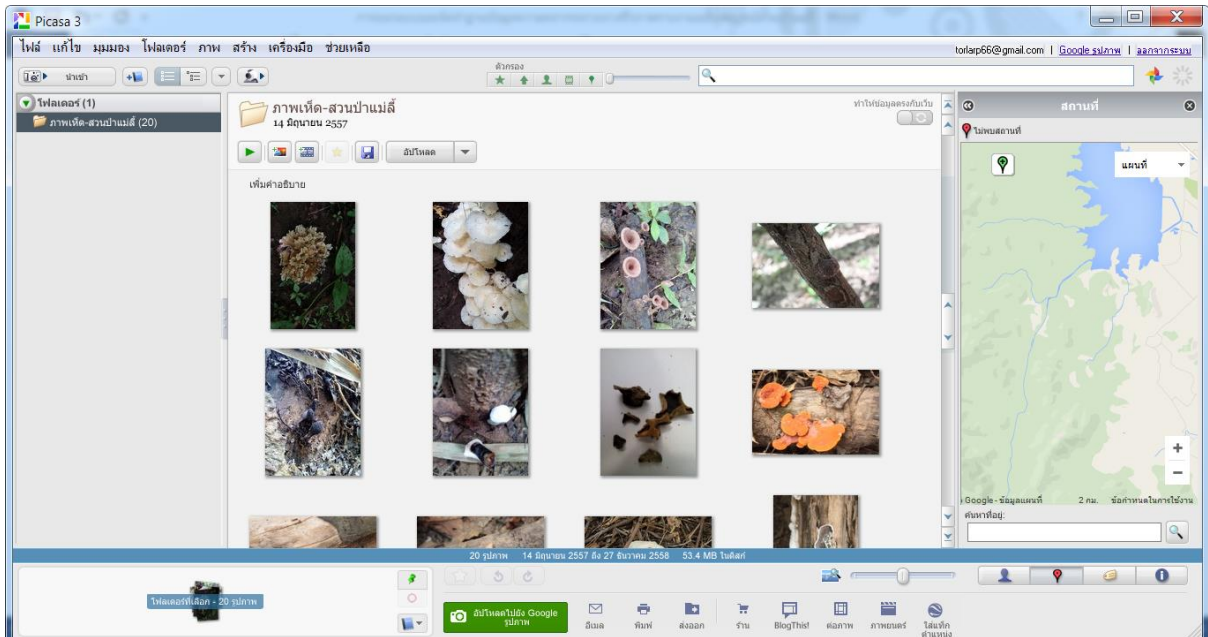 Picasa 3
ไฟล์ แก้ไข มุมมอง โฟลเดอร์ ภาพ สร้าง เครื่องมือ ช่วยเหลือ
torlarp66@gmail.com | Google รูปภาพ | ออกจากระบบ
นำเข้า
ตัวกรอง
โฟลเดอร์ (1)
ภาพเห็ด-สวนป่าแม่ลี้ (20)
ภาพเห็ด-สวนป่าแม่ลี้
14 มิถุนายน 2557
ทำให้ข้อมูลตรงกับเว็บ
อัปโหลด
เพิ่มคำอธิบาย
สถานที่
ไม่พบสถานที่
แผนที่
+
−
Google - ข้อมูลแผนที่ 2 กม. ข้อกำหนดในการใช้งาน
ค้นหาที่อยู่:
20 รูปภาพ 14 มิถุนายน 2557 ถึง 27 ธันวาคม 2558 53.4 MB ในดิสก์
โฟลเดอร์ที่เลือก - 20 รูปภาพ
อัปโหลดไปยัง Google
รูปภาพ
อีเมล
พิมพ์
ส่งออก
ร้าน
BlogThis!
ต่อภาพ
ภาพยนตร์
ใส่แท็ก
ตำแหน่ง